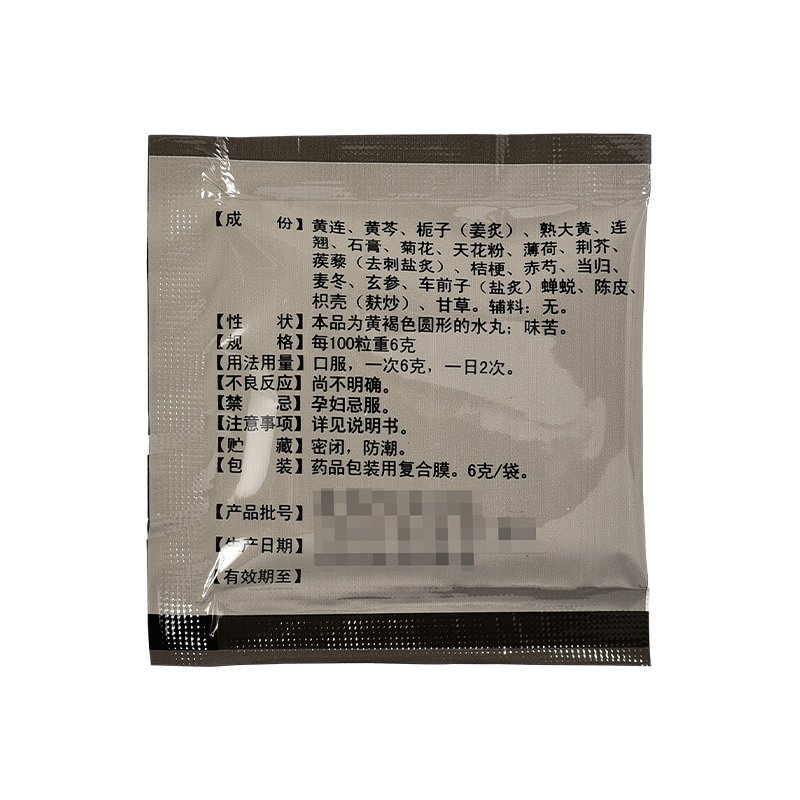 【成 份】黄连、黄芩、栀子（姜炙）、熟大黄、连
翘、石膏、菊花、天花粉、薄荷、荆芥、
蒺藜（去刺盐炙）、桔梗、赤芍、当归、
麦冬、玄参、车前子（盐炙）蝉蜕、陈皮、
枳壳（麸炒）、甘草。辅料：无。
【性 状】本品为黄褐色圆形的水丸；味苦。
【规 格】每100粒重6克
【用法用量】口服，一次6克，一日2次。
【不良反应】尚不明确。
【禁 忌】孕妇忌服。
【注意事项】详见说明书。
【贮 藏】密闭，防潮。
【包 装】药品包装用复合膜。6克/袋。
【产品批号】
【生产日期】
【有效期至】